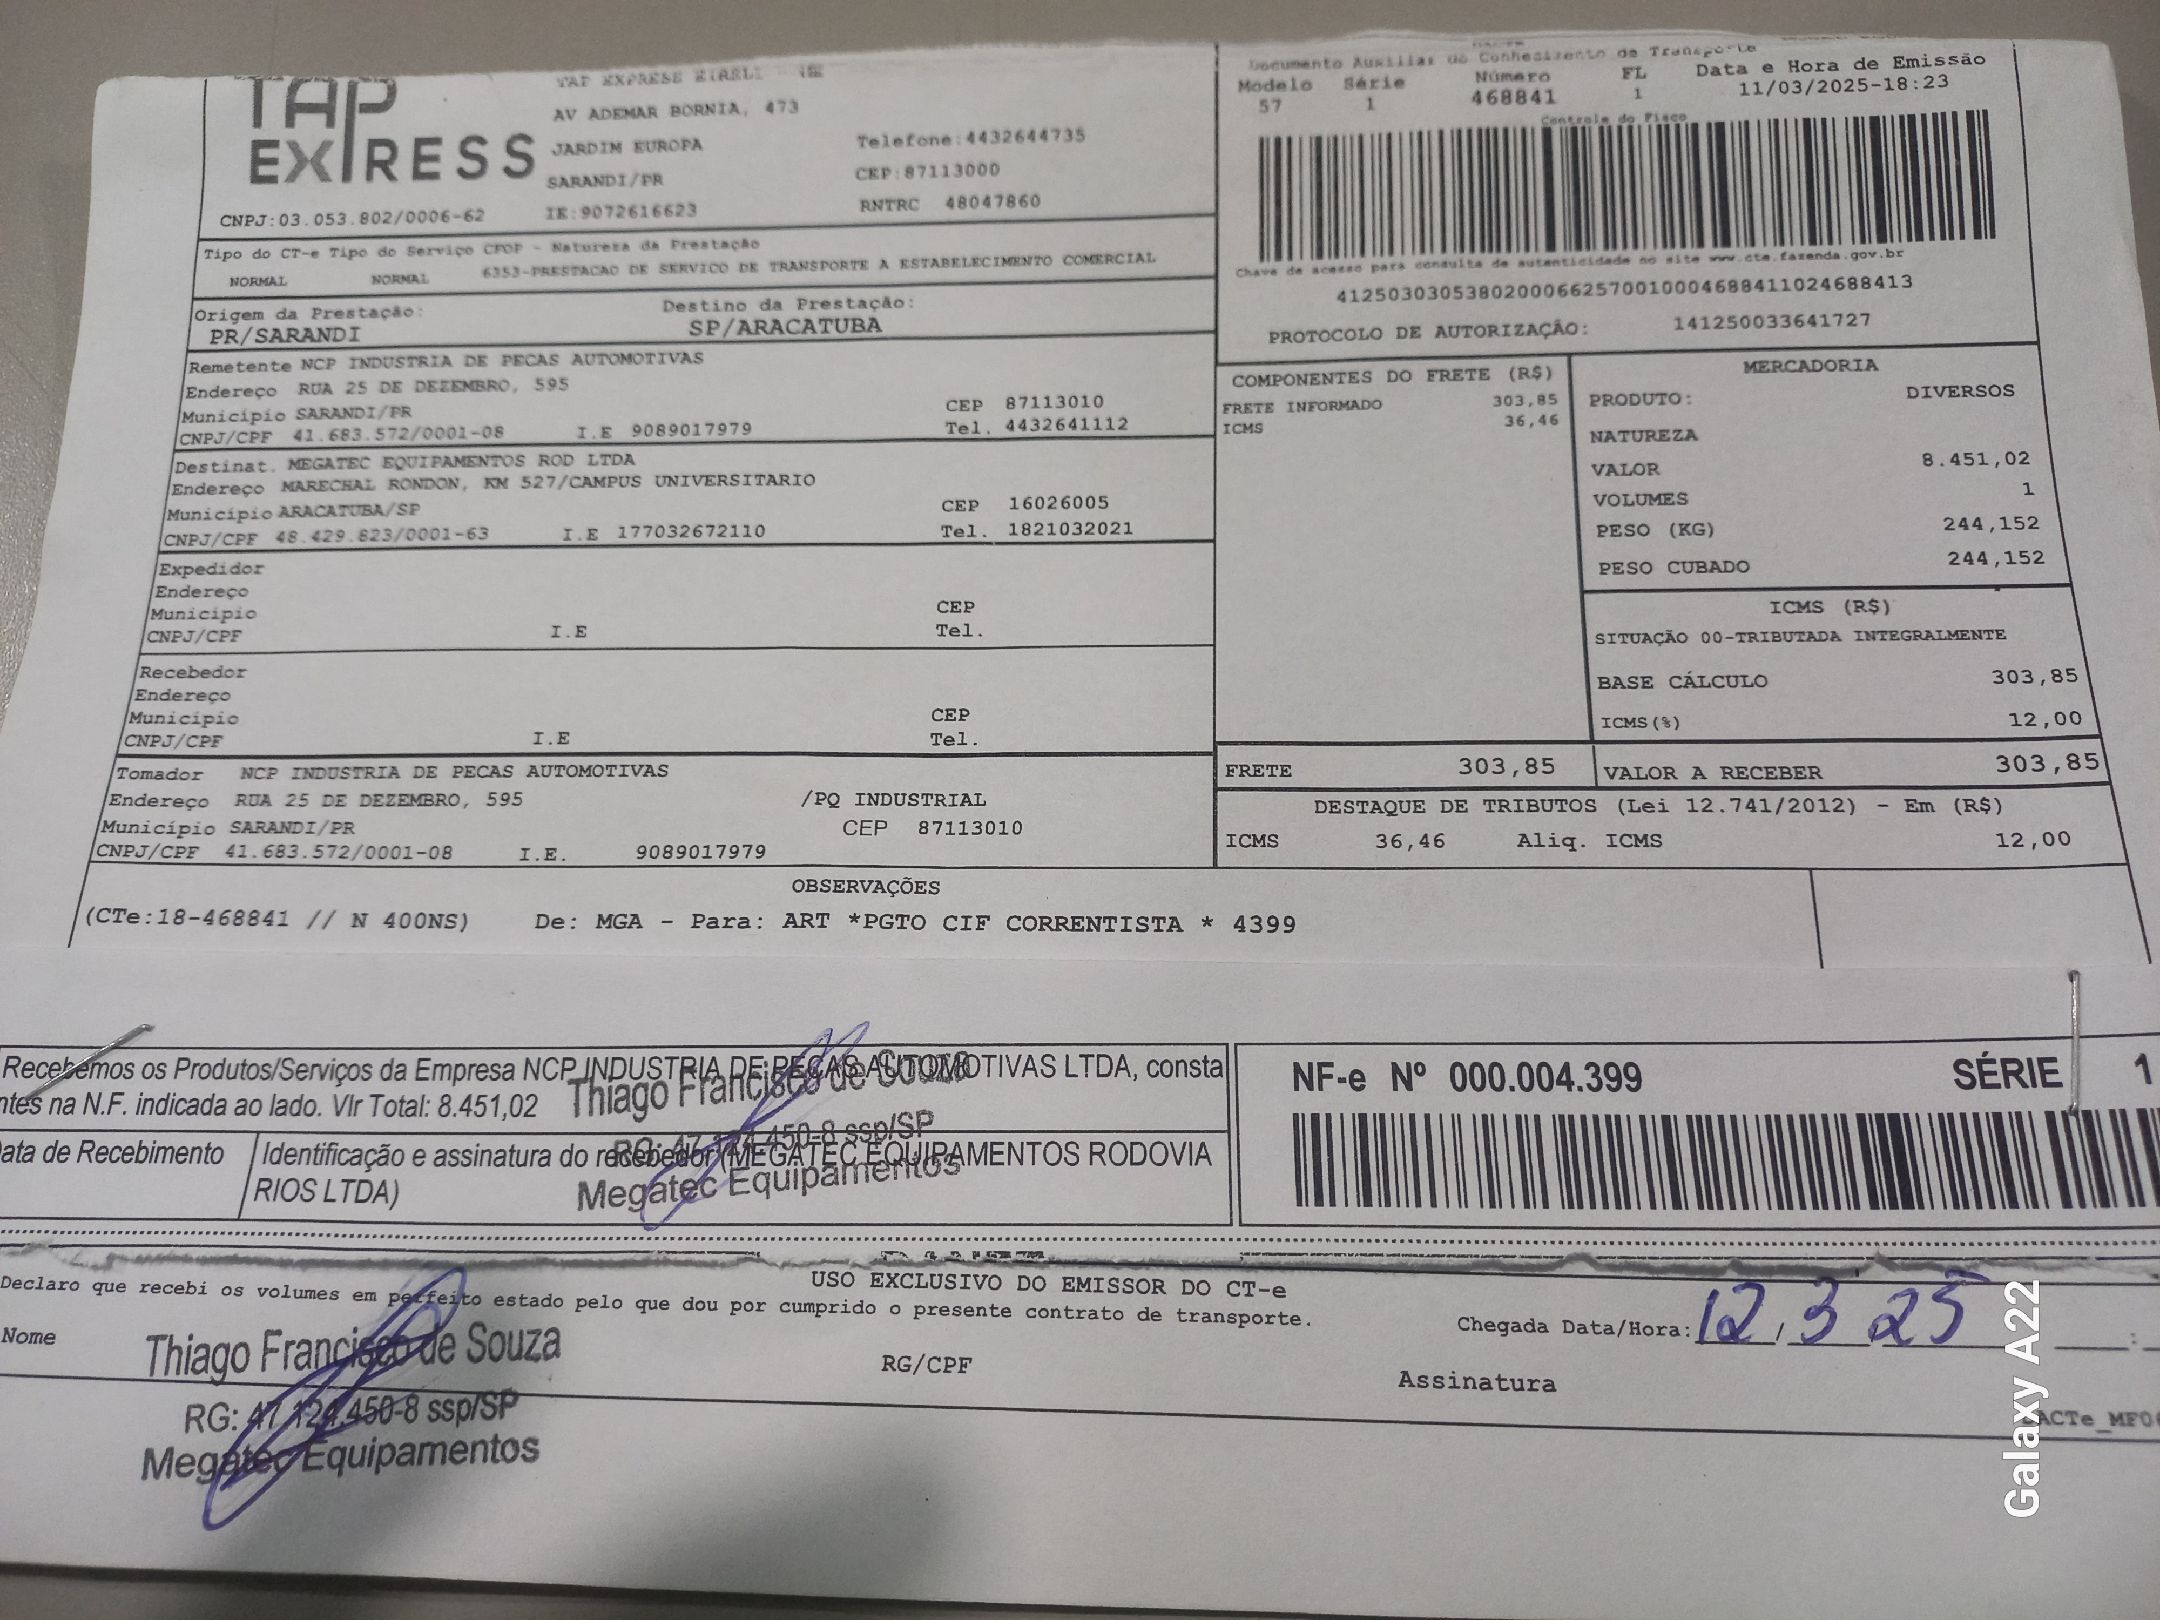 TAP
EXPRESS
TAP EXPRESS EIRELI
AV ADEMAR BORNIA, 473
JARDIM EUROPA
Telefone:4432644735
SARANDI/PR
CEP:87113000
CNPJ:03.053.802/0006-62
IE:9072616623
RNTRC 48047860
Documento Auxiliar do Conhecimento de Transporte
Modelo Série Número FL Data e Hora de Emissão
57 1 468841 1 11/03/2025-18:23
Controle do Fisco
Chave de acesso para consulta de autenticidade no site www.cte.fazenda.gov.br
41250303053802000662570010004688411024688413
PROTOCOLO DE AUTORIZAÇÃO: 141250033641727
Tipo do CT-e Tipo do Serviço CFOP - Natureza da Prestação
NORMAL NORMAL 6353-PRESTACAO DE SERVICO DE TRANSPORTE A ESTABELECIMENTO COMERCIAL
Origem da Prestação: Destino da Prestação:
PR/SARANDI SP/ARACATUBA
Remetente NCP INDUSTRIA DE PECAS AUTOMOTIVAS
Endereço RUA 25 DE DEZEMBRO, 595
Município SARANDI/PR CEP 87113010
CNPJ/CPF 41.683.572/0001-08 I.E 9089017979 Tel. 4432641112
Destinat. MEGATEC EQUIPAMENTOS ROD LTDA
Endereço MARECHAL RONDON, KM 527/CAMPUS UNIVERSITARIO
Município ARACATUBA/SP CEP 16026005
CNPJ/CPF 48.429.823/0001-63 I.E 177032672110 Tel. 1821032021
Expedidor
Endereço
Município CEP
CNPJ/CPF I.E Tel.
Recebedor
Endereço
Município CEP
CNPJ/CPF I.E Tel.
Tomador NCP INDUSTRIA DE PECAS AUTOMOTIVAS
Endereço RUA 25 DE DEZEMBRO, 595 /PQ INDUSTRIAL
Município SARANDI/PR CEP 87113010
CNPJ/CPF 41.683.572/0001-08 I.E. 9089017979
COMPONENTES DO FRETE (R$)
FRETE INFORMADO 303,85
ICMS 36,46
MERCADORIA
PRODUTO: DIVERSOS
NATUREZA
VALOR 8.451,02
VOLUMES 1
PESO (KG) 244,152
PESO CUBADO 244,152
ICMS (R$)
SITUAÇÃO 00-TRIBUTADA INTEGRALMENTE
BASE CÁLCULO 303,85
ICMS(%) 12,00
FRETE 303,85 VALOR A RECEBER 303,85
DESTAQUE DE TRIBUTOS (Lei 12.741/2012) - Em (R$)
ICMS 36,46 Aliq. ICMS 12,00
OBSERVAÇÕES
(CTe:18-468841 // N 400NS) De: MGA - Para: ART *PGTO CIF CORRENTISTA * 4399
Recebemos os Produtos/Serviços da Empresa NCP INDUSTRIA DE PEÇAS AUTOMOTIVAS LTDA, consta
ntes na N.F. indicada ao lado. Vlr Total: 8.451,02
Thiago Francisco de Souza
RG: 47.124.450-8 ssp/SP
Megatec Equipamentos
ata de Recebimento
Identificação e assinatura do recebedor (MEGATEC EQUIPAMENTOS RODOVIA
RIOS LTDA)
NF-e Nº 000.004.399 SÉRIE 1
USO EXCLUSIVO DO EMISSOR DO CT-e
Declaro que recebi os volumes em perfeito estado pelo que dou por cumprido o presente contrato de transporte.
Nome RG/CPF Chegada Data/Hora: 12/3 25 :
Assinatura
Thiago Francisco de Souza
RG: 47.124.450-8 ssp/SP
Megatec Equipamentos
ACTe_MF06
Galaxy A22